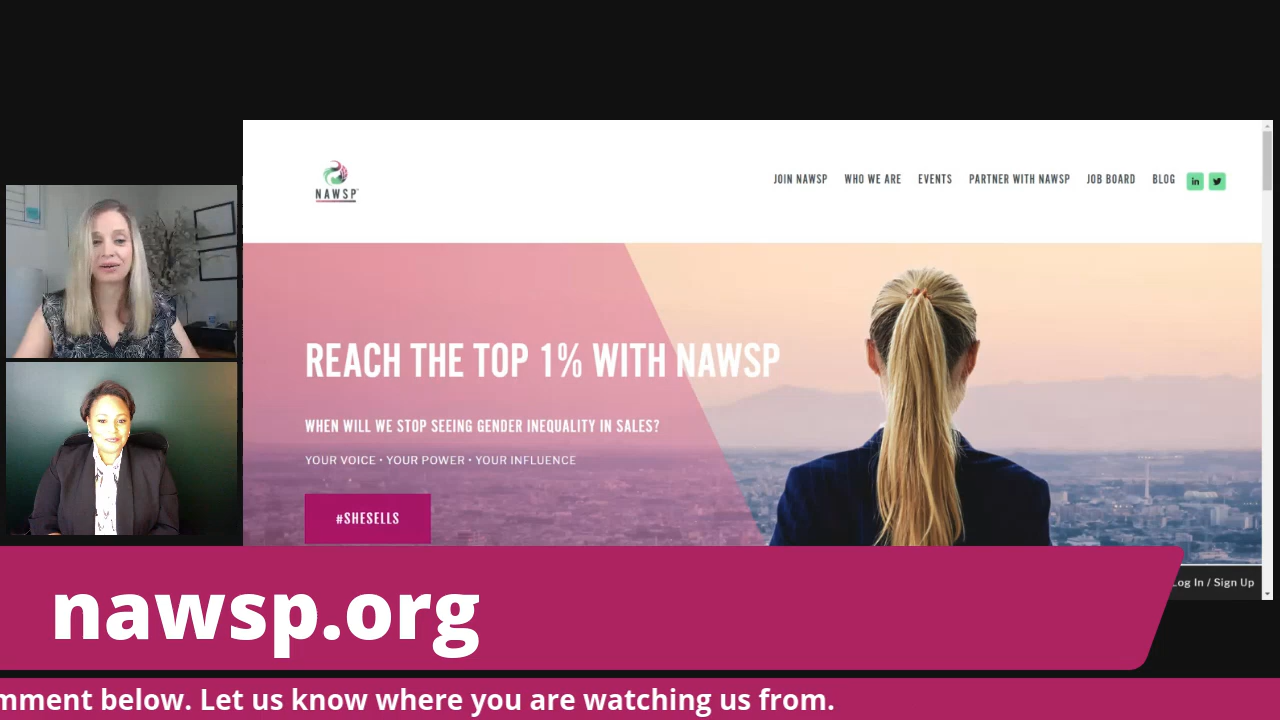 NAWSP
JOIN NAWSP WHO WE ARE EVENTS PARTNER WITH NAWSP JOB BOARD BLOG in
REACH THE TOP 1% WITH NAWSP
WHEN WILL WE STOP SEEING GENDER INEQUALITY IN SALES?
YOUR VOICE • YOUR POWER • YOUR INFLUENCE
#SHESELLS
Log In / Sign Up
nawsp.org
mment below. Let us know where you are watching us from.